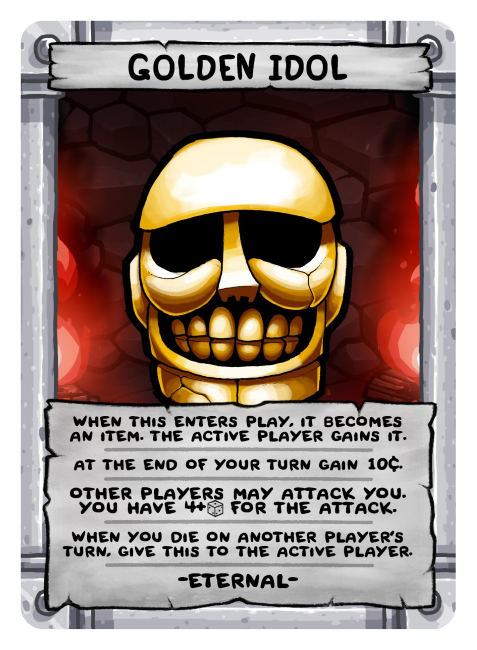 GOLDEN IDOL
WHEN THIS ENTERS PLAY, IT BECOMES
AN ITEM. THE ACTIVE PLAYER GAINS IT.
AT THE END OF YOUR TURN GAIN 10¢.
OTHER PLAYERS MAY ATTACK YOU.
YOU HAVE 4+ FOR THE ATTACK.
WHEN YOU DIE ON ANOTHER PLAYER'S
TURN, GIVE THIS TO THE ACTIVE PLAYER.
-ETERNAL-